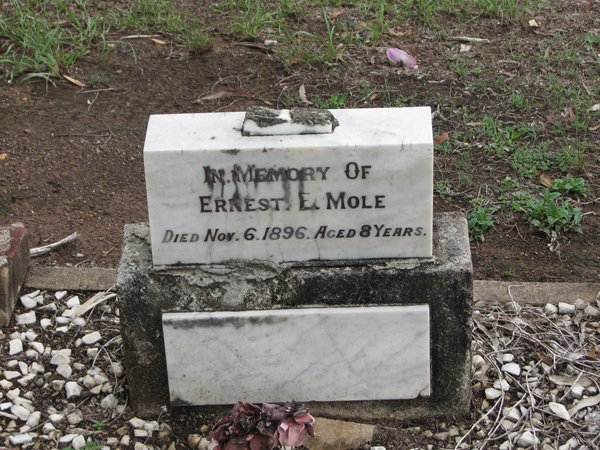 IN MEMORY OF
ERNEST. E. MOLE
DIED NOV. 6. 1896. AGED 8 YEARS.